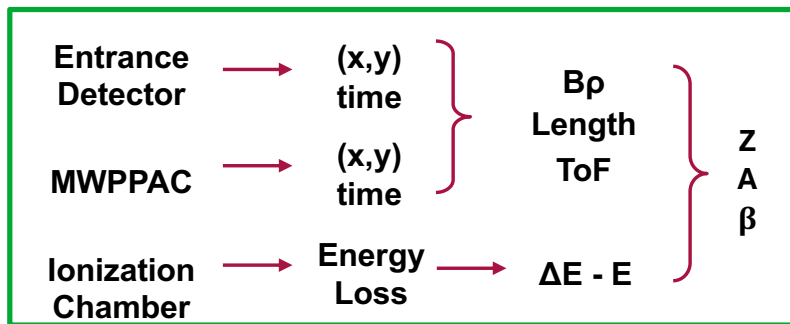 Entrance
Detector
(x,y)
time
MWPPAC
(x,y)
time
Ionization
Chamber
Energy
Loss
Bρ
Length
ToF
ΔE - E
Z
A
β